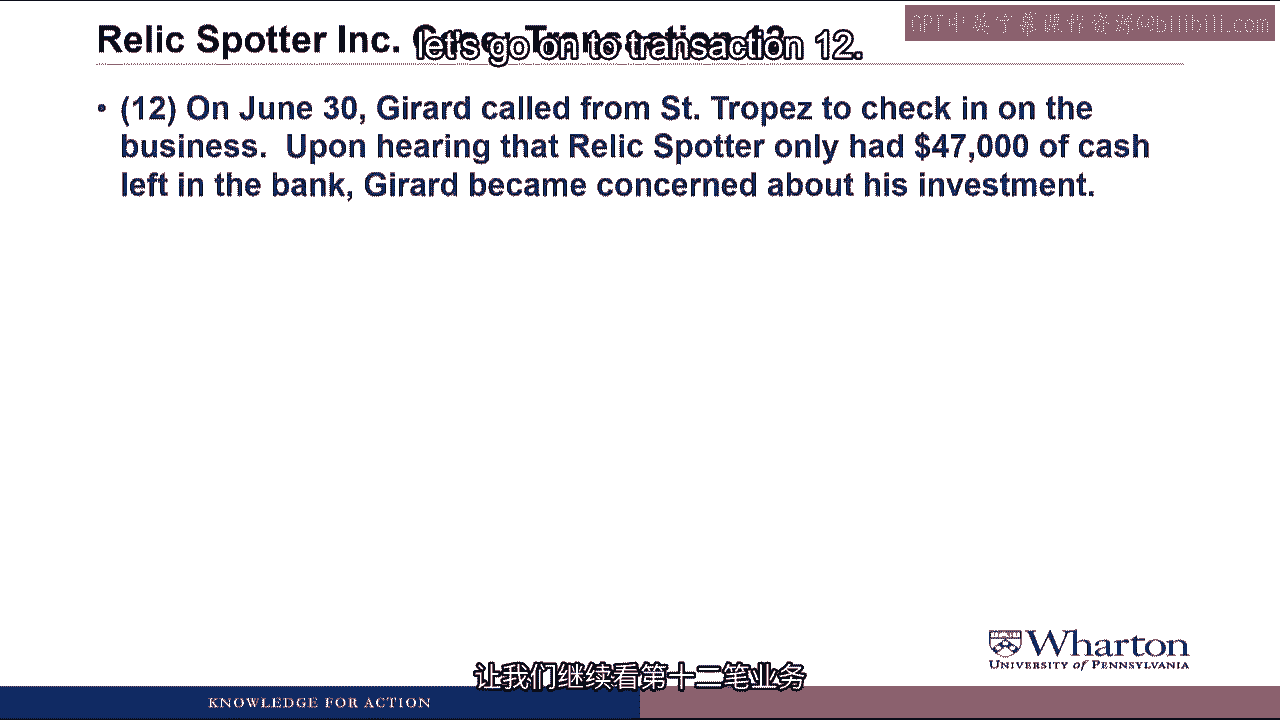 Relic Spotter Inc. Case: Transaction 12
let's go on to transaction 12.
GPT中英字幕课程资源@bilibili.com
• (12) On June 30, Girard called from St. Tropez to check in on the
business. Upon hearing that Relic Spotter only had $47,000 of cash
left in the bank, Girard became concerned about his investment.
Wharton
UNIVERSITY of PENNSYLVANIA
让我们继续看第十二笔业务
KNOWLEDGE FOR ACTION